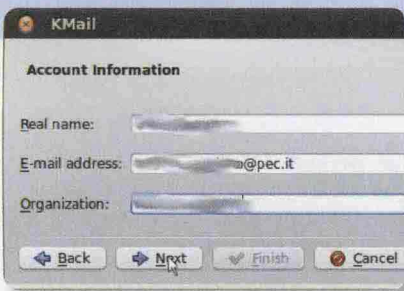 KMail
Account Information
Real name:
E-mail address: @pec.it
Organization:
Back Next Finish Cancel